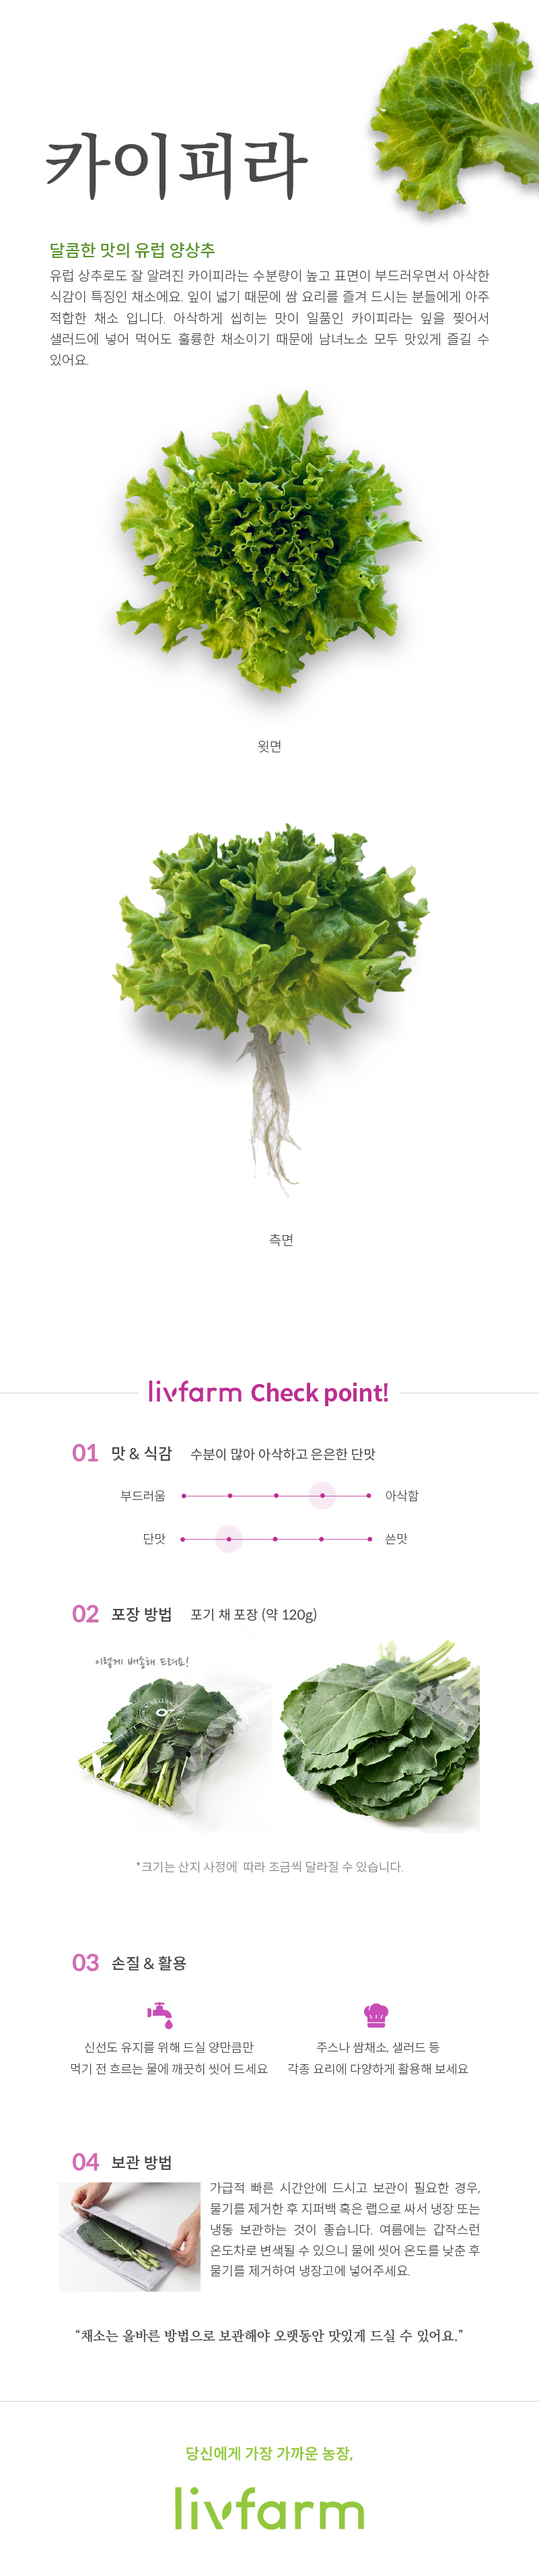 카이피라
달콤한 맛의 유럽 양상추
유럽 상추로도 잘 알려진 카이피라는 수분량이 높고 표면이 부드러우면서 아삭한
식감이 특징인 채소에요. 잎이 넓기 때문에 쌈 요리를 즐겨 드시는 분들에게 아주
적합한 채소 입니다. 아삭하게 씹히는 맛이 일품인 카이피라는 잎을 찢어서
샐러드에 넣어 먹어도 훌륭한 채소이기 때문에 남녀노소 모두 맛있게 즐길 수
있어요.
윗면
측면
livfarm Check point!
01 맛 & 식감 수분이 많아 아삭하고 은은한 단맛
부드러움 아삭함
단맛 쓴맛
02 포장 방법 포기 채 포장 (약 120g)
이렇게 배송해 드려요!
*크기는 산지 사정에 따라 조금씩 달라질 수 있습니다.
03 손질 & 활용
신선도 유지를 위해 드실 양만큼만
먹기 전 흐르는 물에 깨끗히 씻어 드세요
주스나 쌈채소, 샐러드 등
각종 요리에 다양하게 활용해 보세요
04 보관 방법
가급적 빠른 시간안에 드시고 보관이 필요한 경우,
물기를 제거한 후 지퍼백 혹은 랩으로 싸서 냉장 또는
냉동 보관하는 것이 좋습니다. 여름에는 갑작스런
온도차로 변색될 수 있으니 물에 씻어 온도를 낮춘 후
물기를 제거하여 냉장고에 넣어주세요.
“채소는 올바른 방법으로 보관해야 오랫동안 맛있게 드실 수 있어요.”
당신에게 가장 가까운 농장,
livfarm